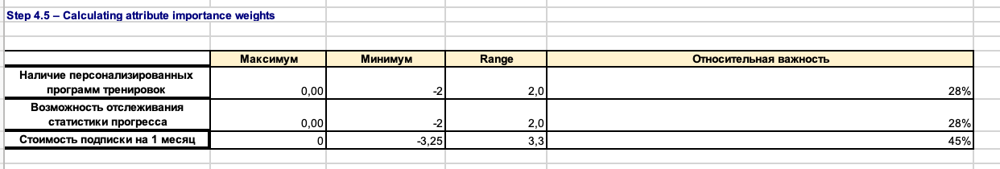 Step 4.5 – Calculating attribute importance weights
Максимум Минимум Range Относительная важность
Наличие персонализированных
программ тренировок 0,00 -2 2,0 28%
Возможность отслеживания
статистики прогресса 0,00 -2 2,0 28%
Стоимость подписки на 1 месяц 0 -3,25 3,3 45%